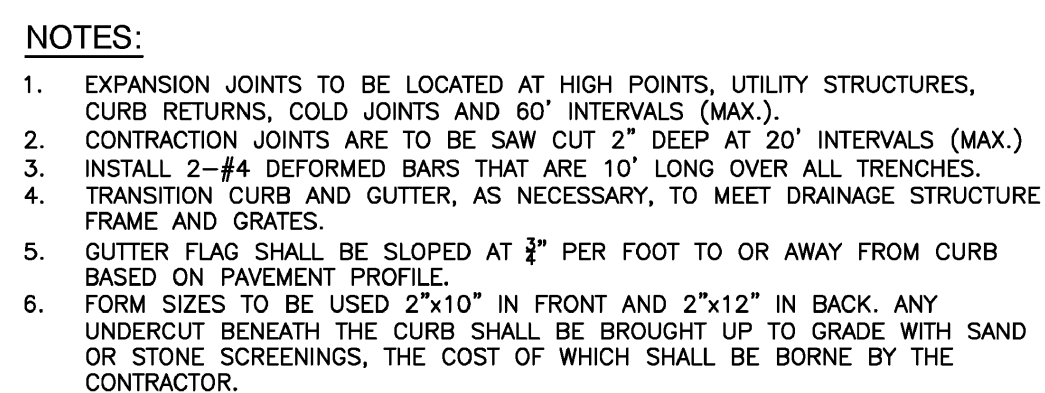 NOTES:
1. EXPANSION JOINTS TO BE LOCATED AT HIGH POINTS, UTILITY STRUCTURES,
CURB RETURNS, COLD JOINTS AND 60' INTERVALS (MAX.).
2. CONTRACTION JOINTS ARE TO BE SAW CUT 2" DEEP AT 20' INTERVALS (MAX.)
3. INSTALL 2-#4 DEFORMED BARS THAT ARE 10' LONG OVER ALL TRENCHES.
4. TRANSITION CURB AND GUTTER, AS NECESSARY, TO MEET DRAINAGE STRUCTURE
FRAME AND GRATES.
5. GUTTER FLAG SHALL BE SLOPED AT ¾" PER FOOT TO OR AWAY FROM CURB
BASED ON PAVEMENT PROFILE.
6. FORM SIZES TO BE USED 2"x10" IN FRONT AND 2"x12" IN BACK. ANY
UNDERCUT BENEATH THE CURB SHALL BE BROUGHT UP TO GRADE WITH SAND
OR STONE SCREENINGS, THE COST OF WHICH SHALL BE BORNE BY THE
CONTRACTOR.